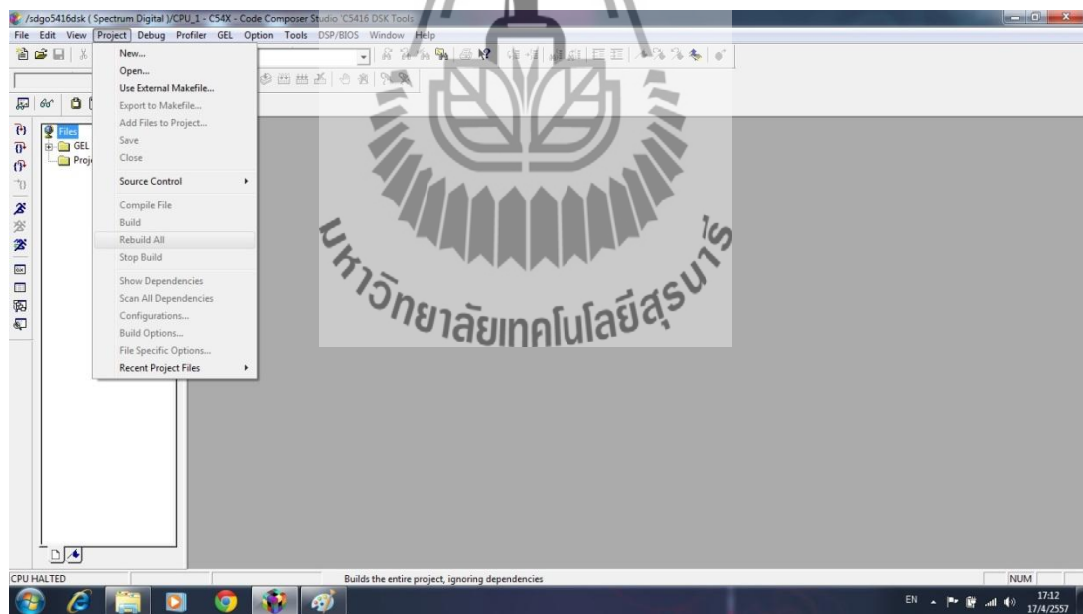 /sdgo5416dsk ( Spectrum Digital )/CPU_1 - C54X - Code Composer Studio 'C5416 DSK Tools
File Edit View Project Debug Profiler GEL Option Tools DSP/BIOS Window Help
New...
Open...
Use External Makefile...
Export to Makefile...
Add Files to Project...
Save
Close
Source Control
Compile File
Build
Rebuild All
Stop Build
Show Dependencies
Scan All Dependencies
Configurations...
Build Options...
File Specific Options...
Recent Project Files
Files
GEL
Proj
มหาวิทยาลัยเทคโนโลยีสุรนารี
CPU HALTED
Builds the entire project, ignoring dependencies
NUM
EN
17:12
17/4/2557